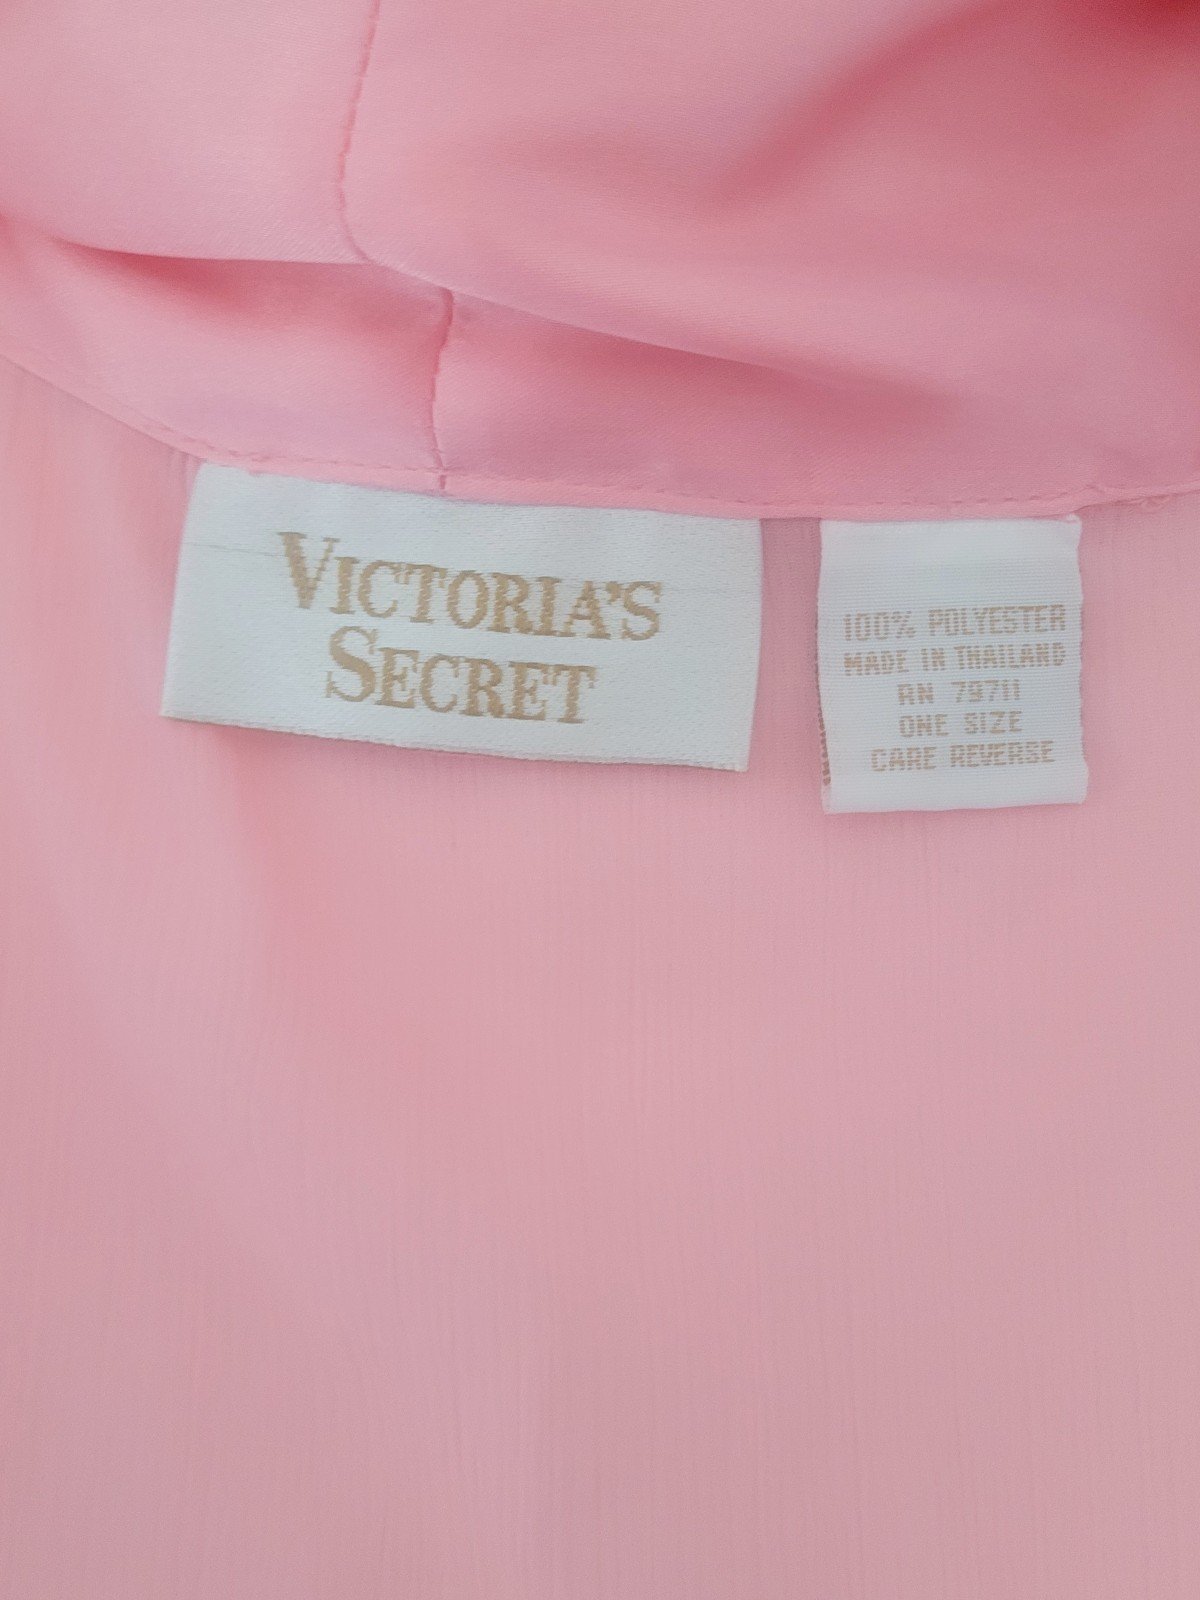 VICTORIA'S
SECRET
100% POLYESTER
MADE IN THAILAND
RN 79711
ONE SIZE
CARE REVERSE